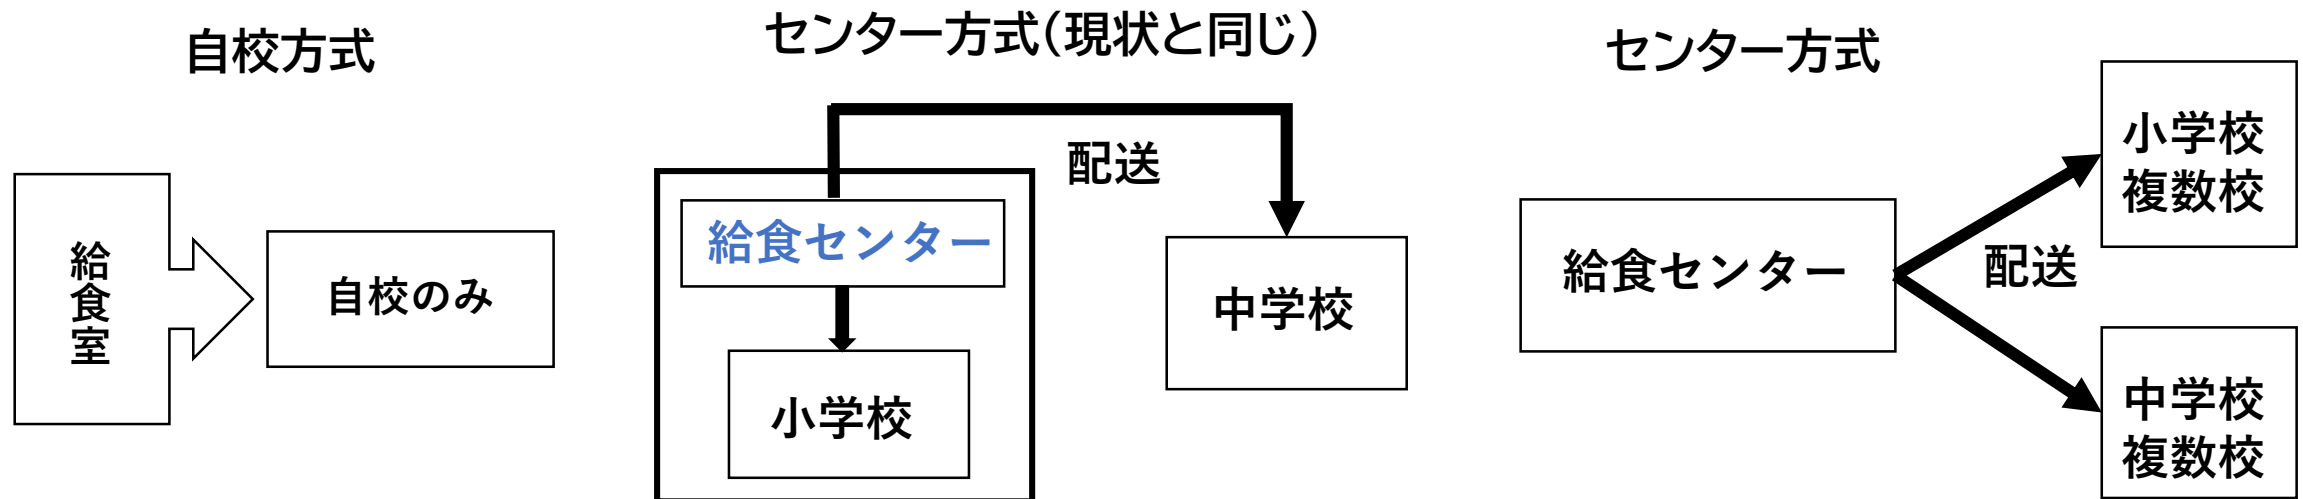 自校方式
給食室
自校のみ
センター方式(現状と同じ)
配送
給食センター
小学校
中学校
センター方式
給食センター
配送
小学校
複数校
中学校
複数校